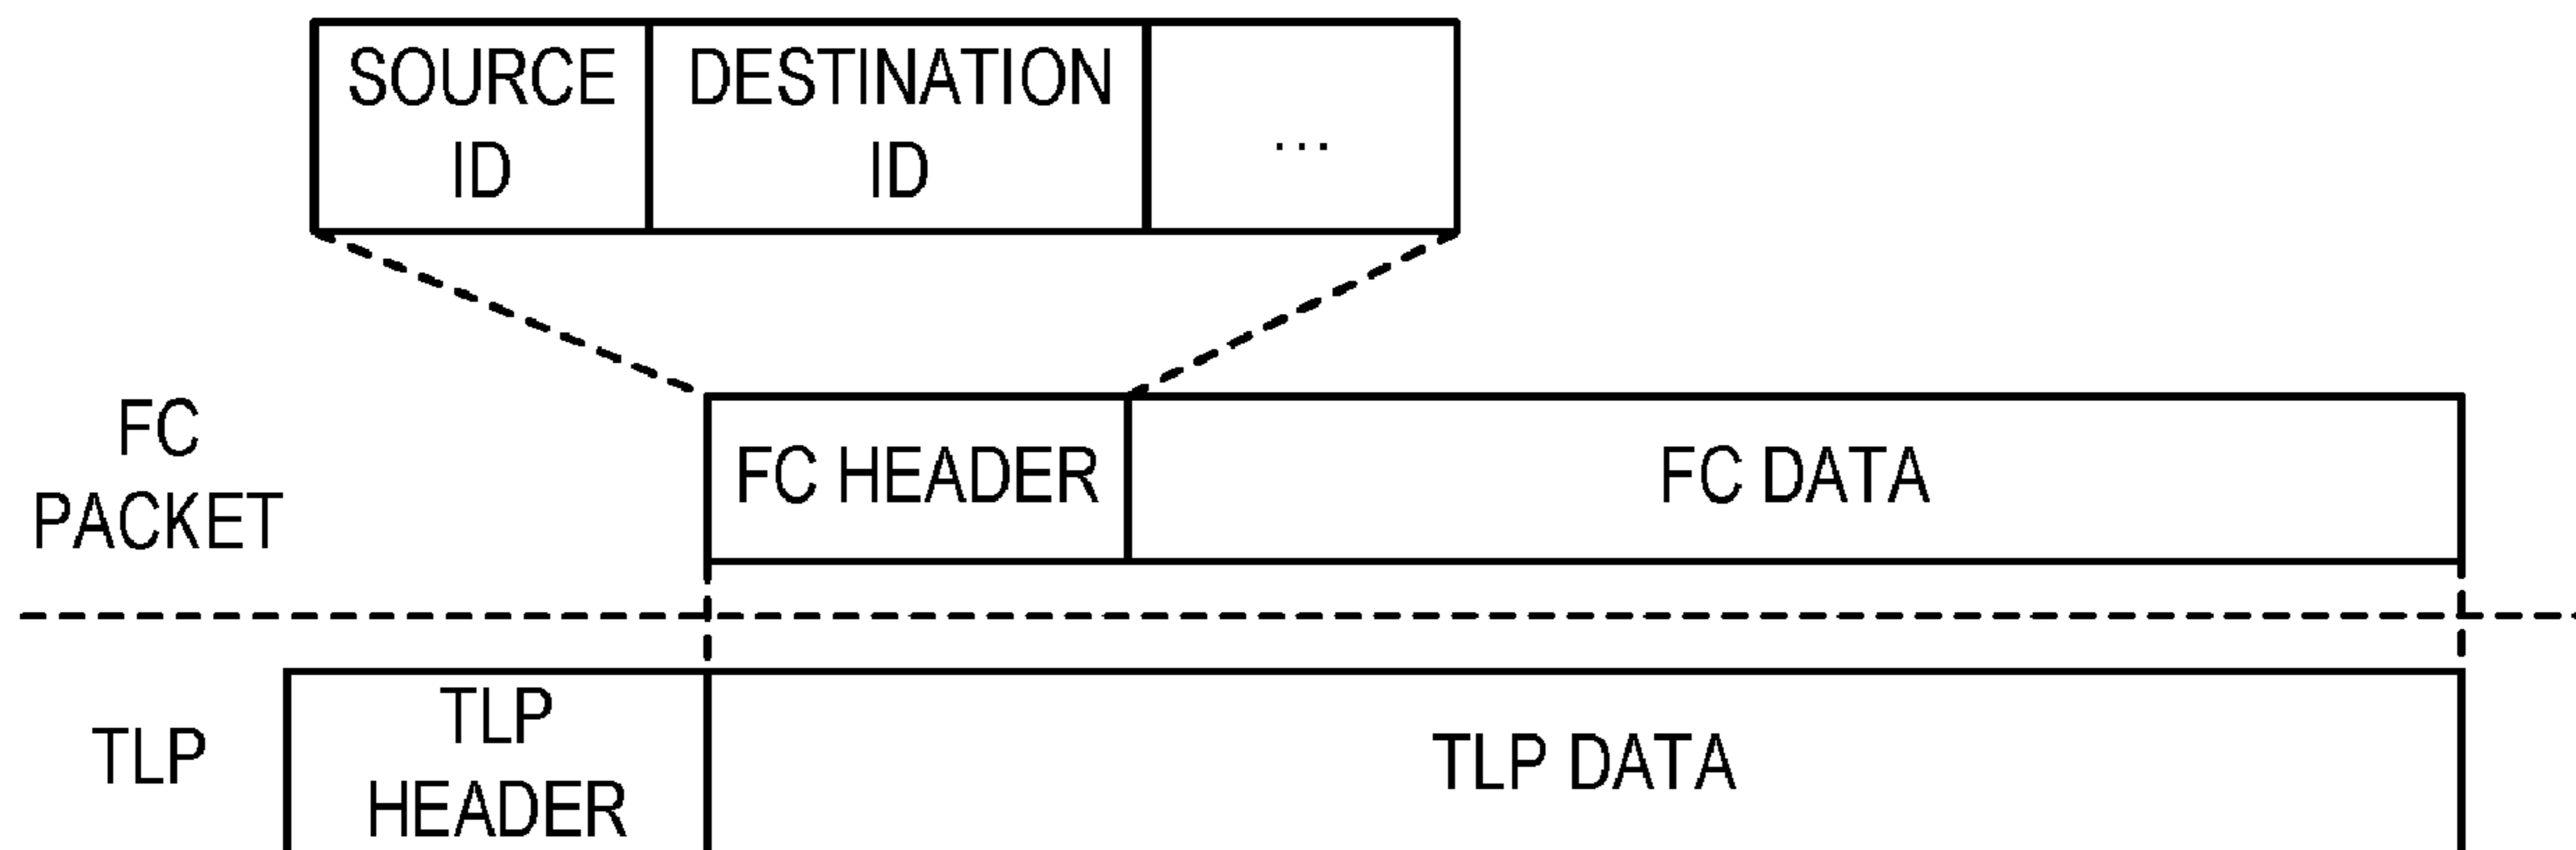 SOURCE
ID
DESTINATION
ID
...
FC
PACKET
FC HEADER
FC DATA
TLP
TLP
HEADER
TLP DATA